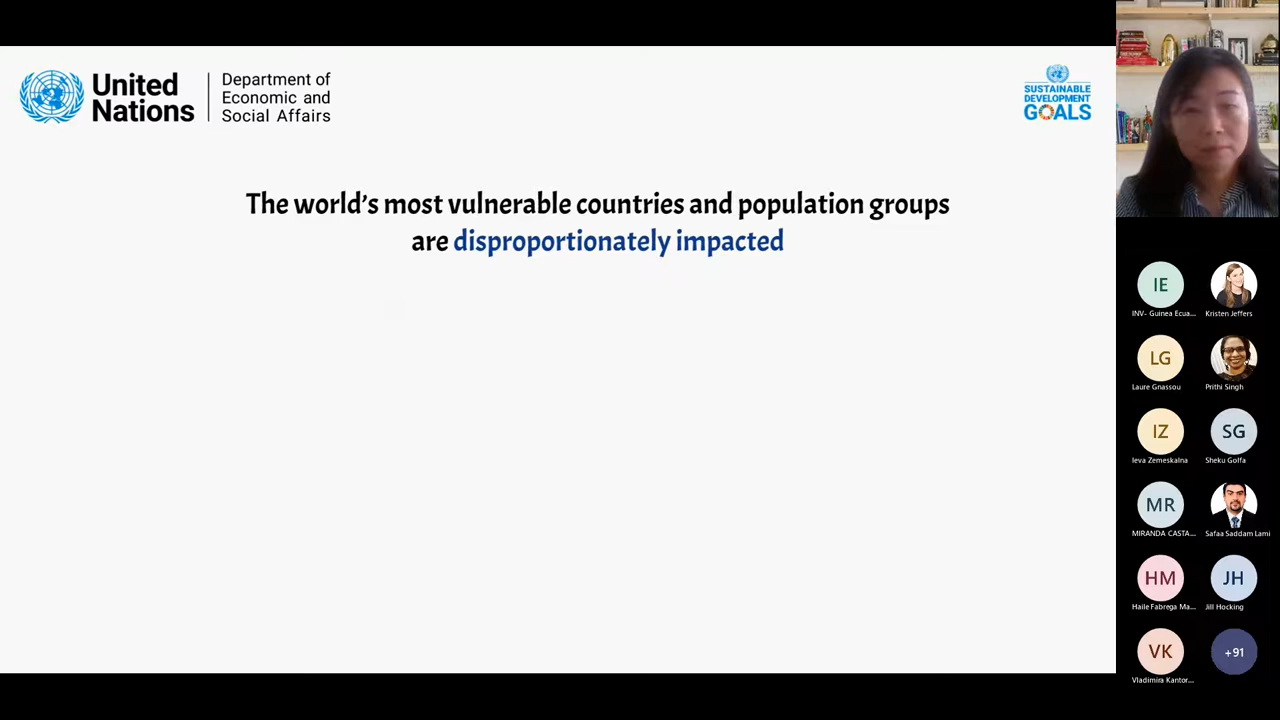 United
Nations
Department of
Economic and
Social Affairs
SUSTAINABLE
DEVELOPMENT
GOALS
The world's most vulnerable countries and population groups
are disproportionately impacted
IE
INV- Guinea Ecua...
Kristen Jeffers
LG
Laure Gnassou
Prithi Singh
IZ
SG
Ieva Zemeskalna
Sheku Golfa
MR
MIRANDA CASTA...
Safaa Saddam Lami
HM
JH
Haile Fabrega Ma...
Jill Hocking
VK
+91
Vladimira Kantor...